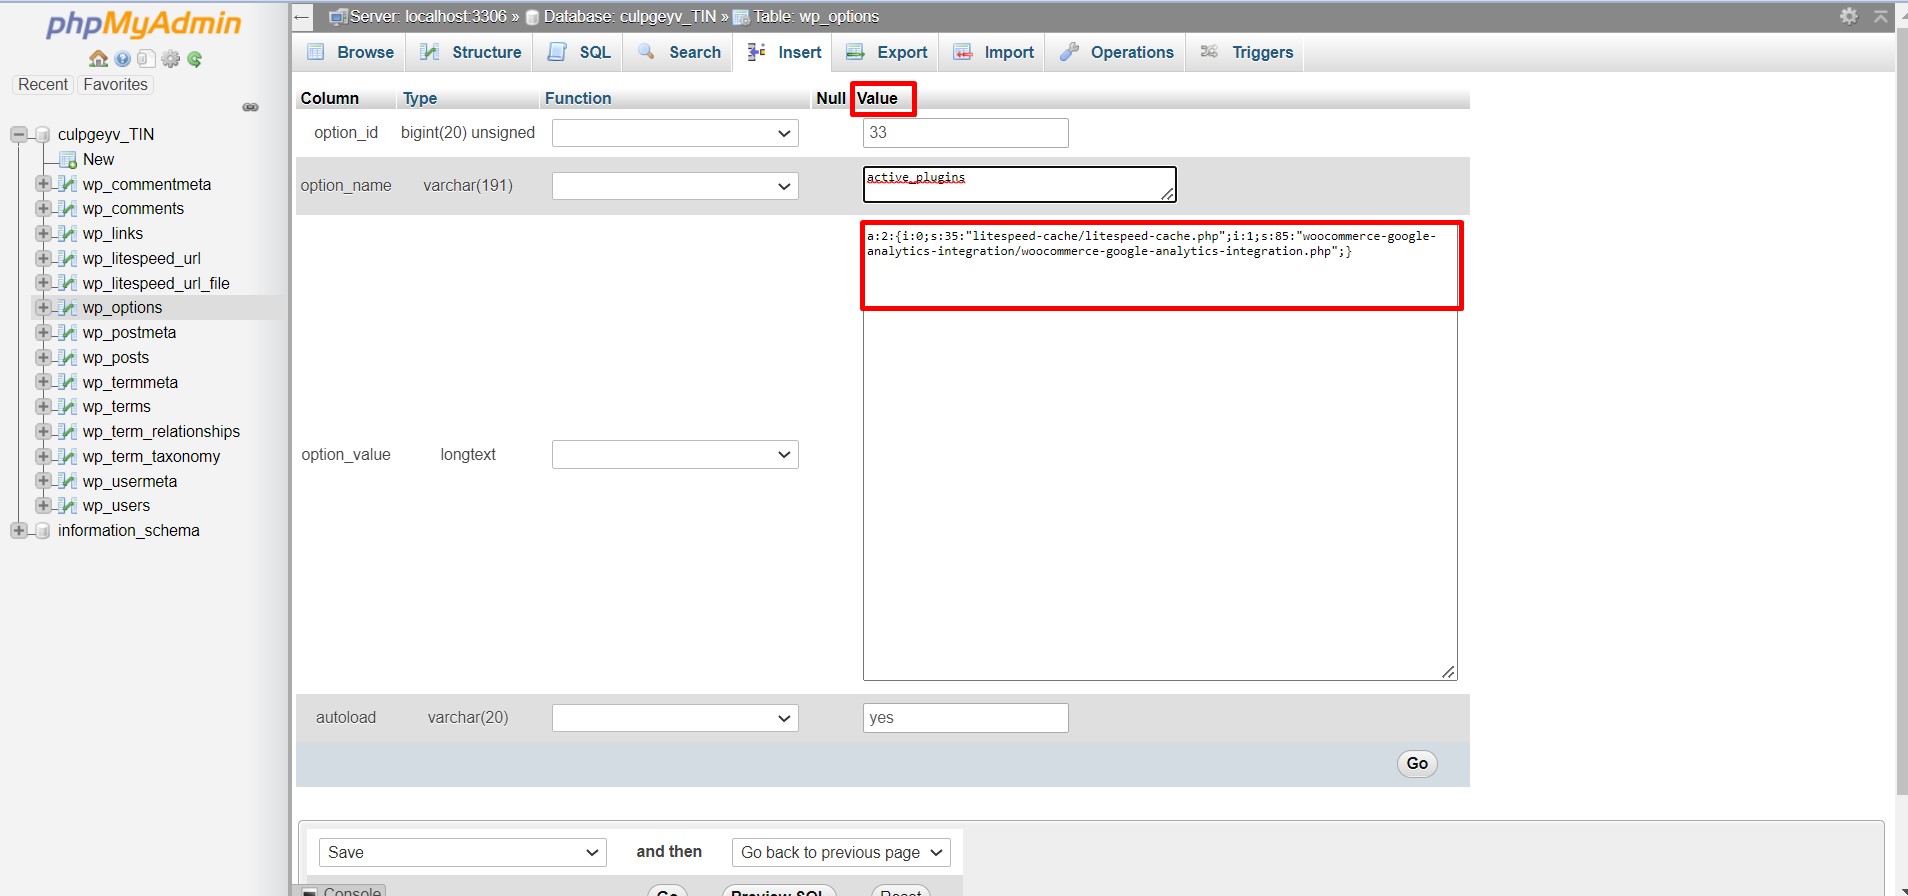 phpMyAdmin
Recent
Favorites
culpgeyv_TIN
New
wp_commentmeta
wp_comments
wp_links
wp_litespeed_url
wp_litespeed_url_file
wp_options
wp_postmeta
wp_posts
wp_termmeta
wp_terms
wp_term_relationships
wp_term_taxonomy
wp_usermeta
wp_users
information_schema
← Server: localhost:3306 » Database: culpgeyv_TIN » Table: wp_options
Browse Structure SQL Search Insert Export Import Operations Triggers
Column Type Function Null Value
option_id bigint(20) unsigned 33
option_name varchar(191) active_plugins
a:2:{i:0;s:35:"litespeed-cache/litespeed-cache.php";i:1;s:85:"woocommerce-google-
analytics-integration/woocommerce-google-analytics-integration.php";}
option_value longtext
autoload varchar(20) yes
Go
Save and then Go back to previous page
Console Go Preview SQL Reset